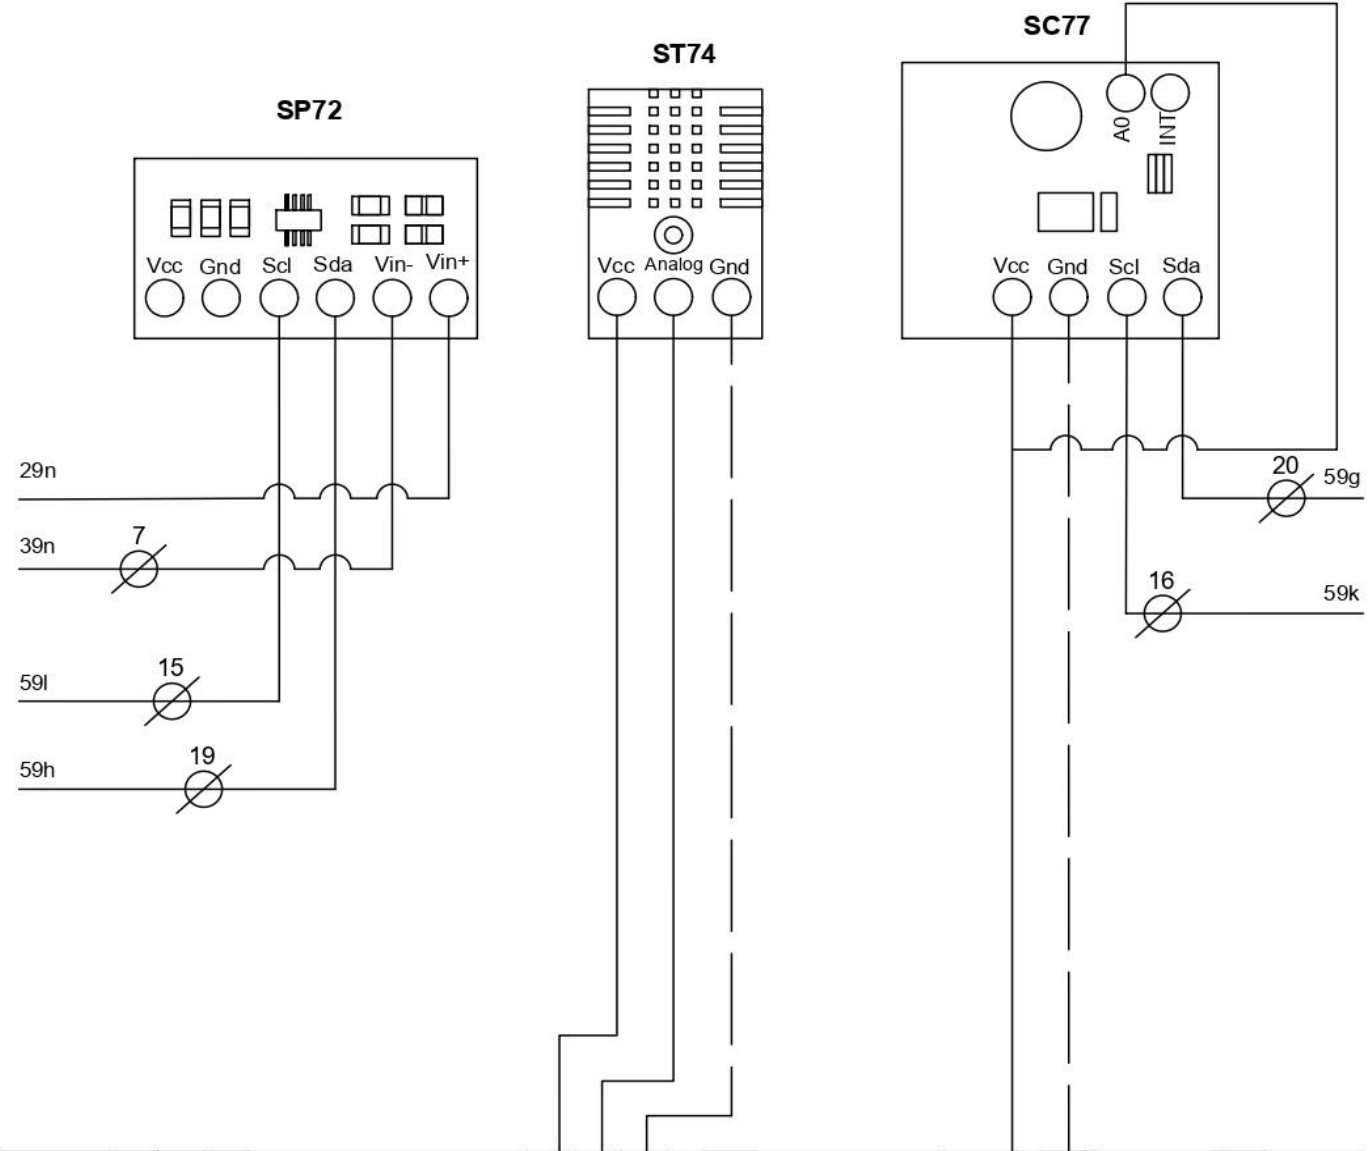 SP72
Vcc Gnd Scl Sda Vin- Vin+
29n
39n
7
59l
15
59h
19
ST74
Vcc Analog Gnd
SC77
A0
INT
Vcc Gnd Scl Sda
20
59g
16
59k